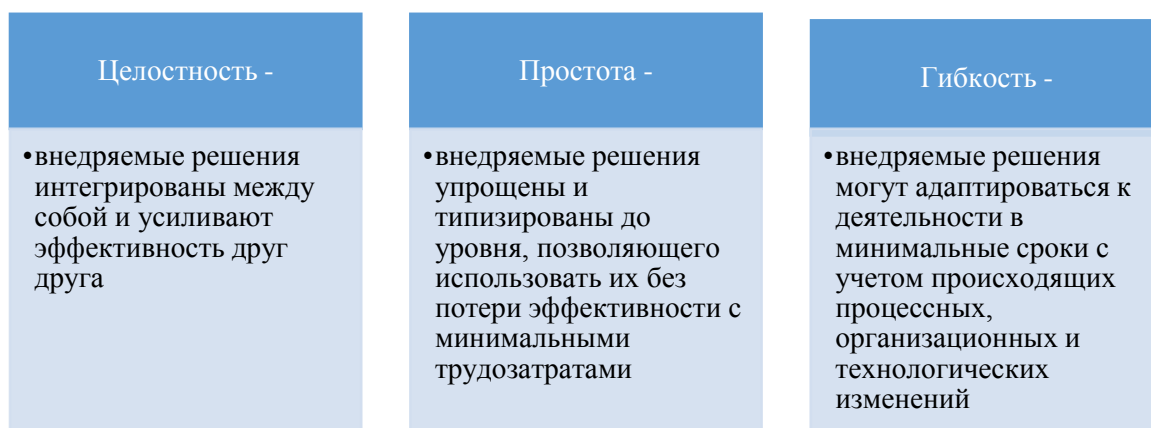 Целостность -
•внедряемые решения
интегрированы между
собой и усиливают
эффективность друг
друга
Простота -
•внедряемые решения
упрощены и
типизированы до
уровня, позволяющего
использовать их без
потери эффективности с
минимальными
трудозатратами
Гибкость -
•внедряемые решения
могут адаптироваться к
деятельности в
минимальные сроки с
учетом происходящих
процессных,
организационных и
технологических
изменений